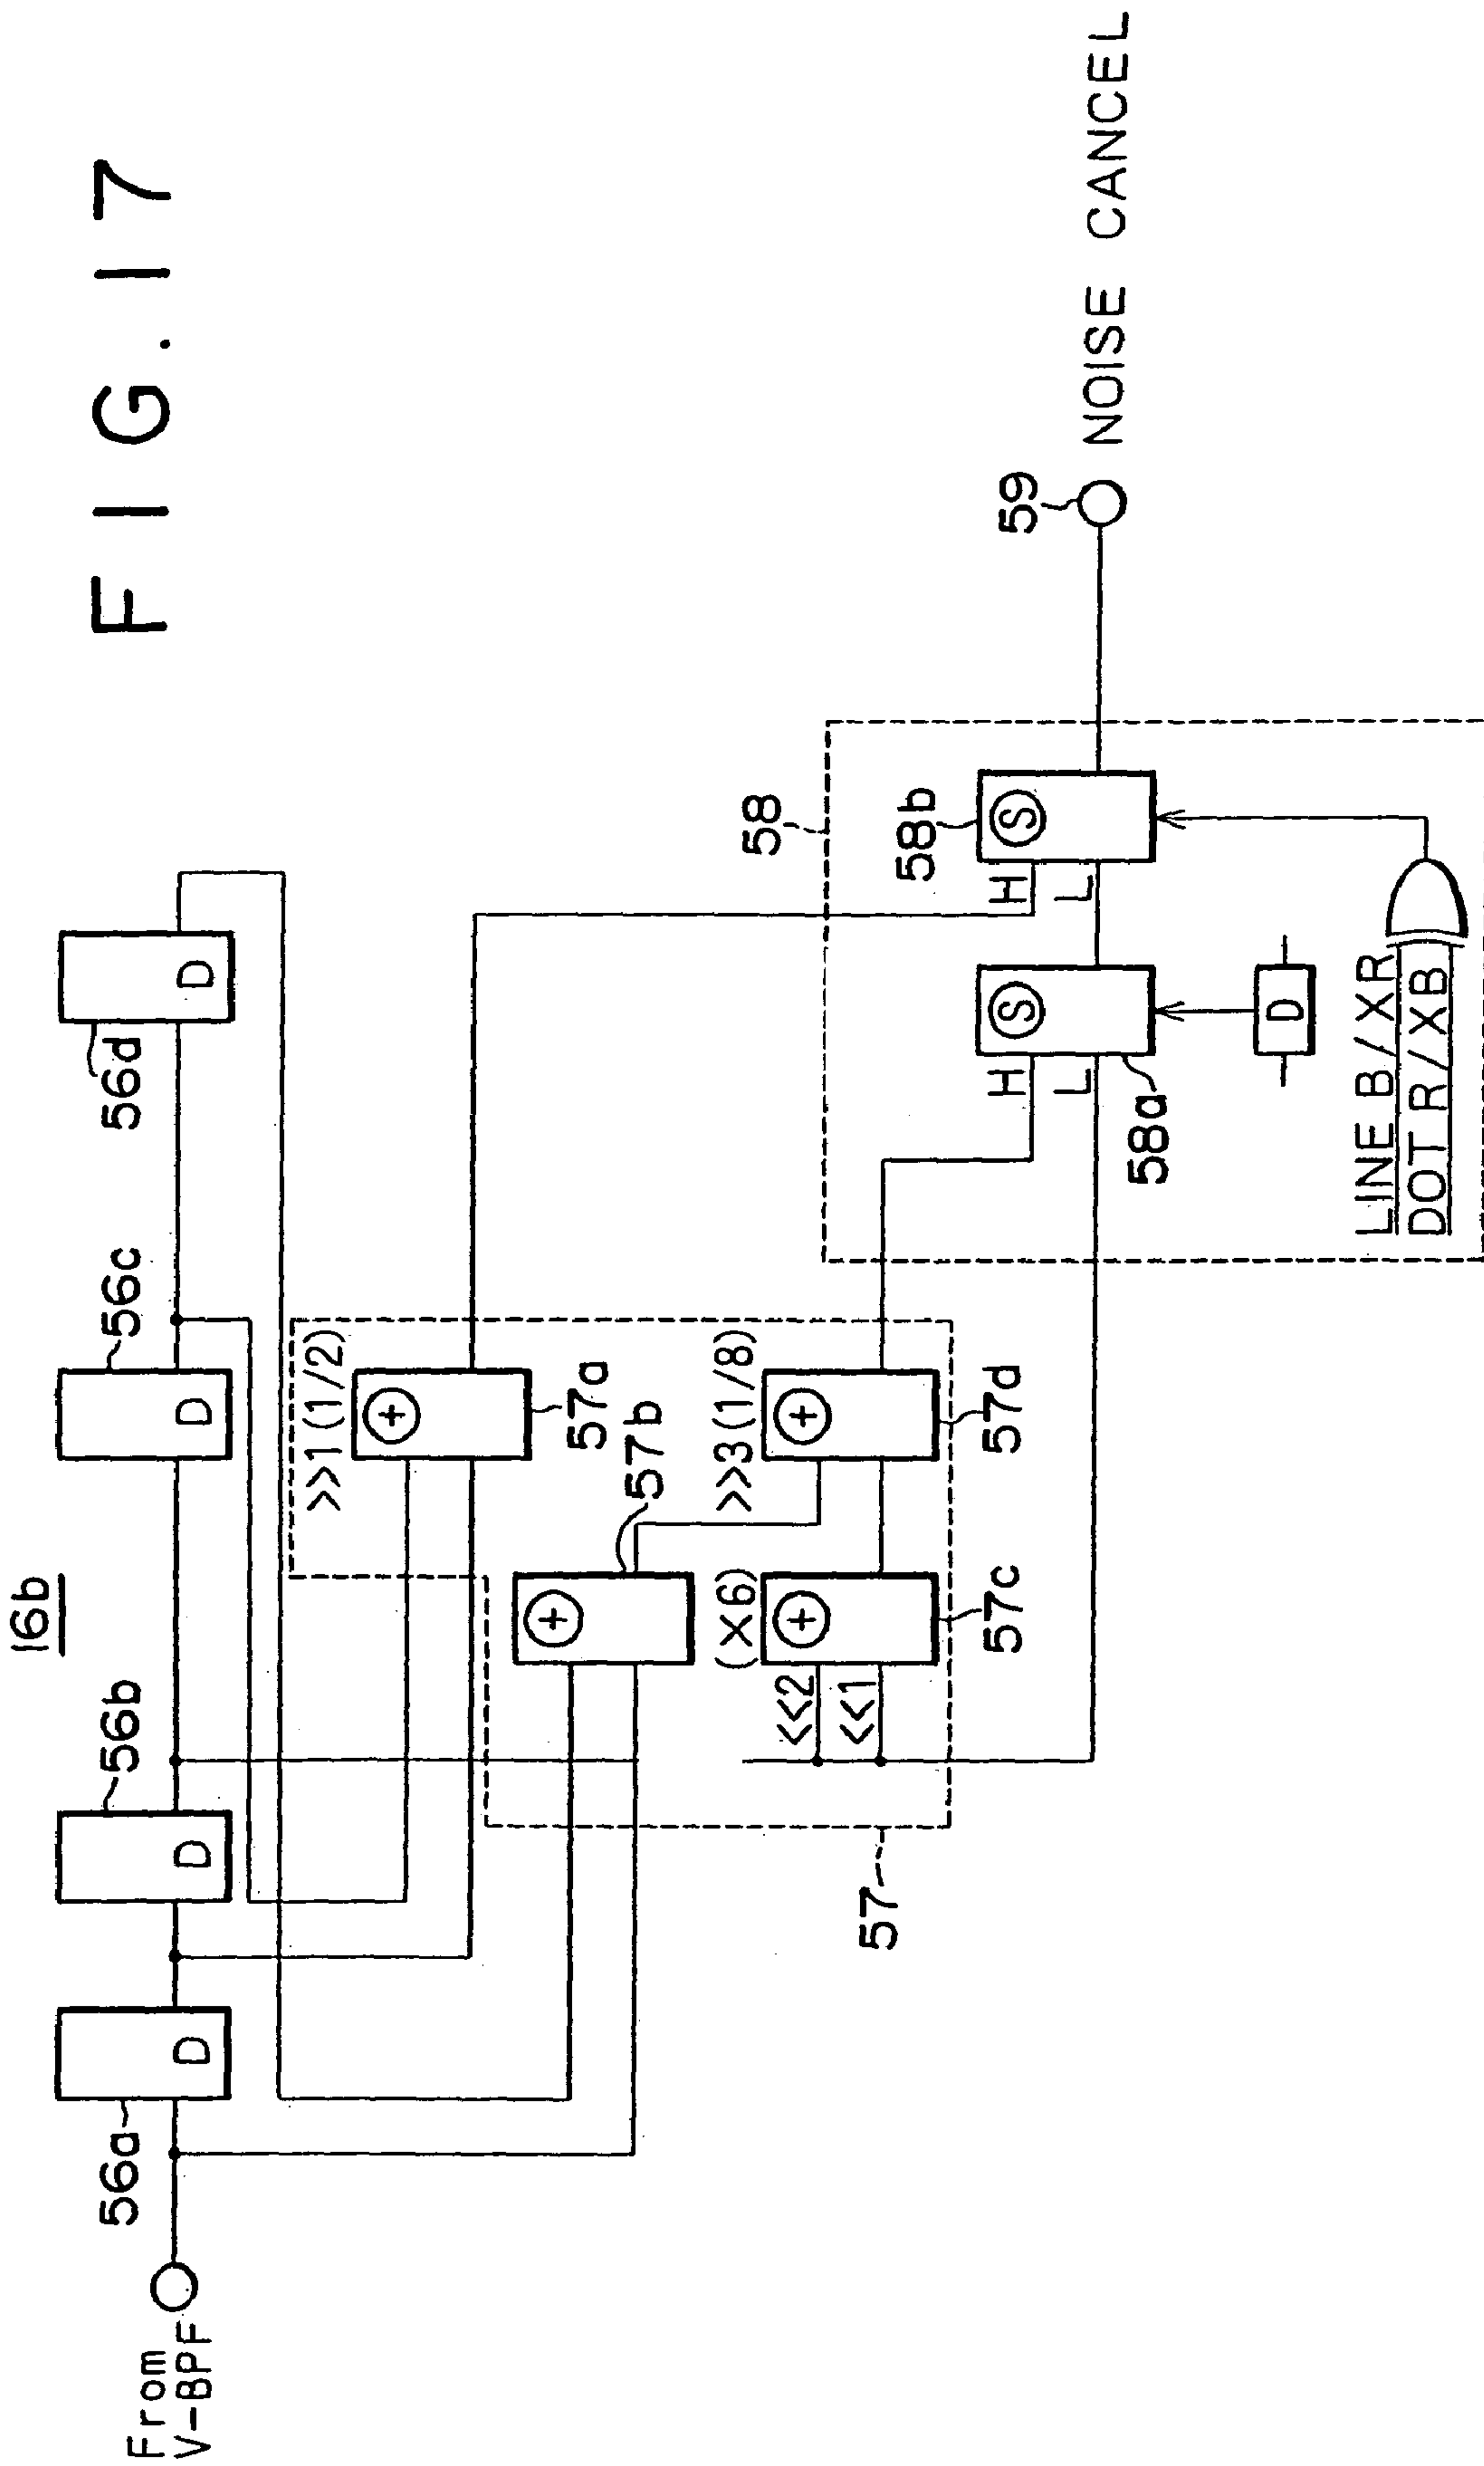 FIG. 17
16b
56a
56b
56c
56d
D
D
D
D
From
V-BPF
>>1(1/2)
+
57a
57b
+
>>3(1/8)
+
57d
(X6)
+
57c
<<2
<<1
57
58
58b
S
H
L
58a
S
H
L
D
LINE B/XR
DOT R/XB
59
NOISE CANCEL